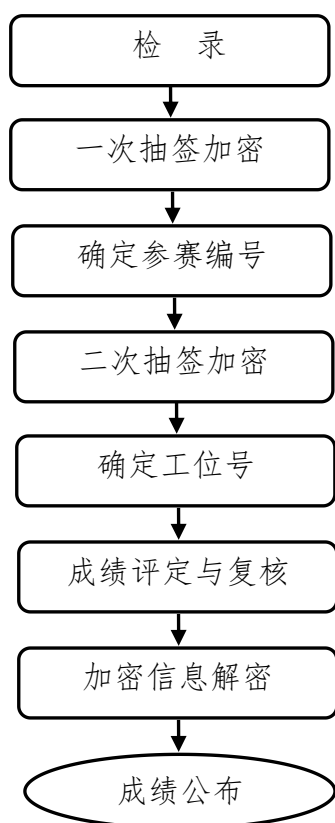 检 录
一次抽签加密
确定参赛编号
二次抽签加密
确定工位号
成绩评定与复核
加密信息解密
成绩公布